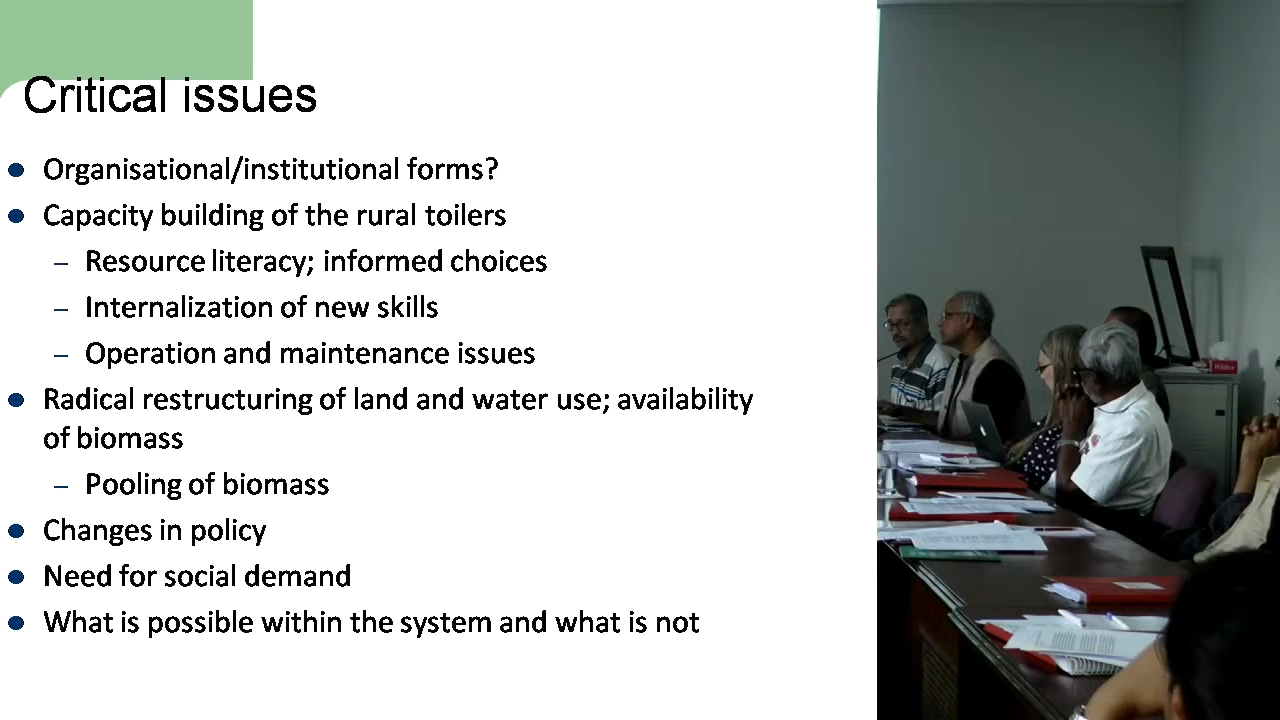 Critical issues
Organisational/institutional forms?
Capacity building of the rural toilers
– Resource literacy; informed choices
– Internalization of new skills
– Operation and maintenance issues
Radical restructuring of land and water use; availability
of biomass
– Pooling of biomass
Changes in policy
Need for social demand
What is possible within the system and what is not